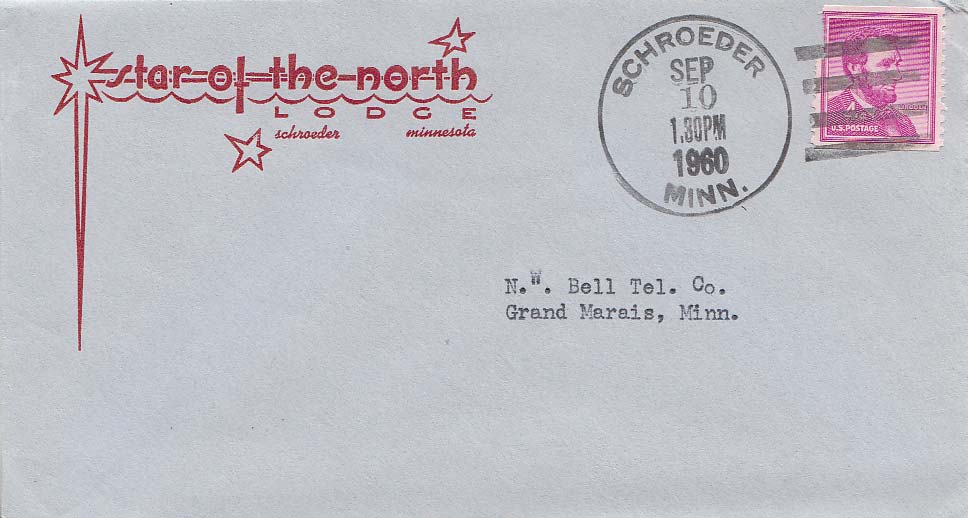 star-of-the-north
LODGE
schroeder minnesota
SCHROEDER
SEP
10
1.30PM
1960
MINN.
U.S. POSTAGE
N.W. Bell Tel. Co.
Grand Marais, Minn.